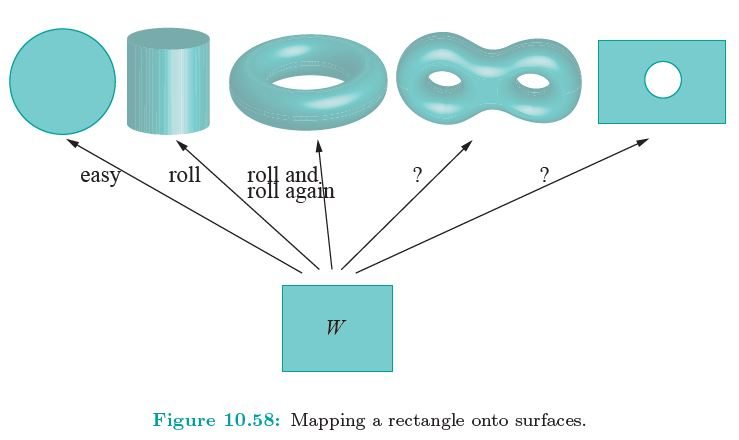 easy
roll
roll and
roll again
?
?
W
Figure 10.58: Mapping a rectangle onto surfaces.